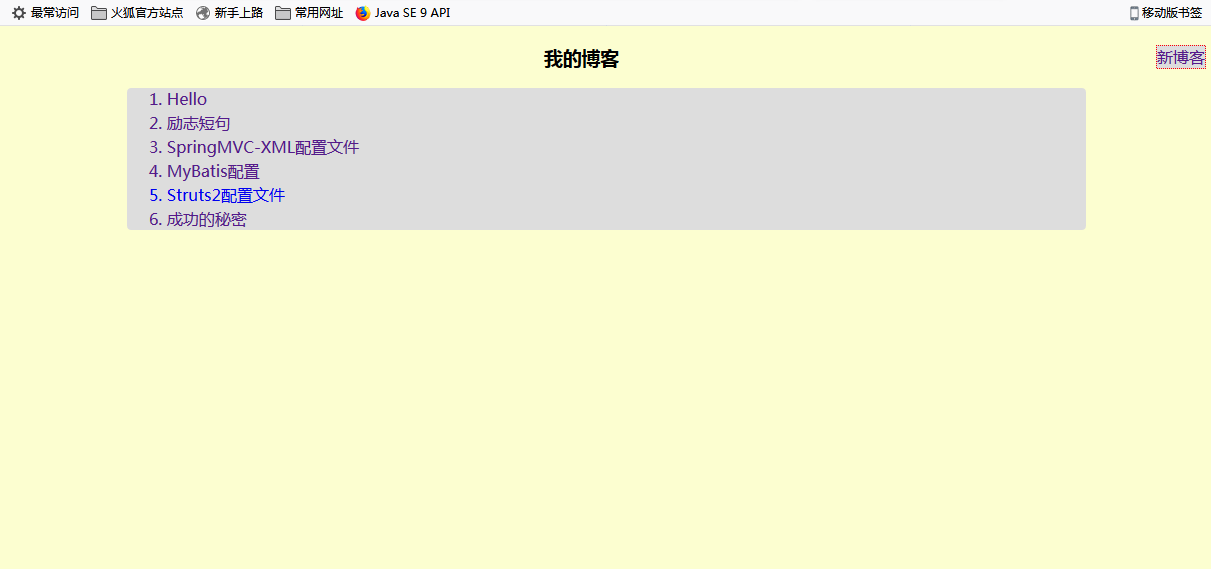 最常访问 火狐官方站点 新手上路 常用网址 Java SE 9 API 移动版书签
我的博客 新博客
1. Hello
2. 励志短句
3. SpringMVC-XML配置文件
4. MyBatis配置
5. Struts2配置文件
6. 成功的秘密